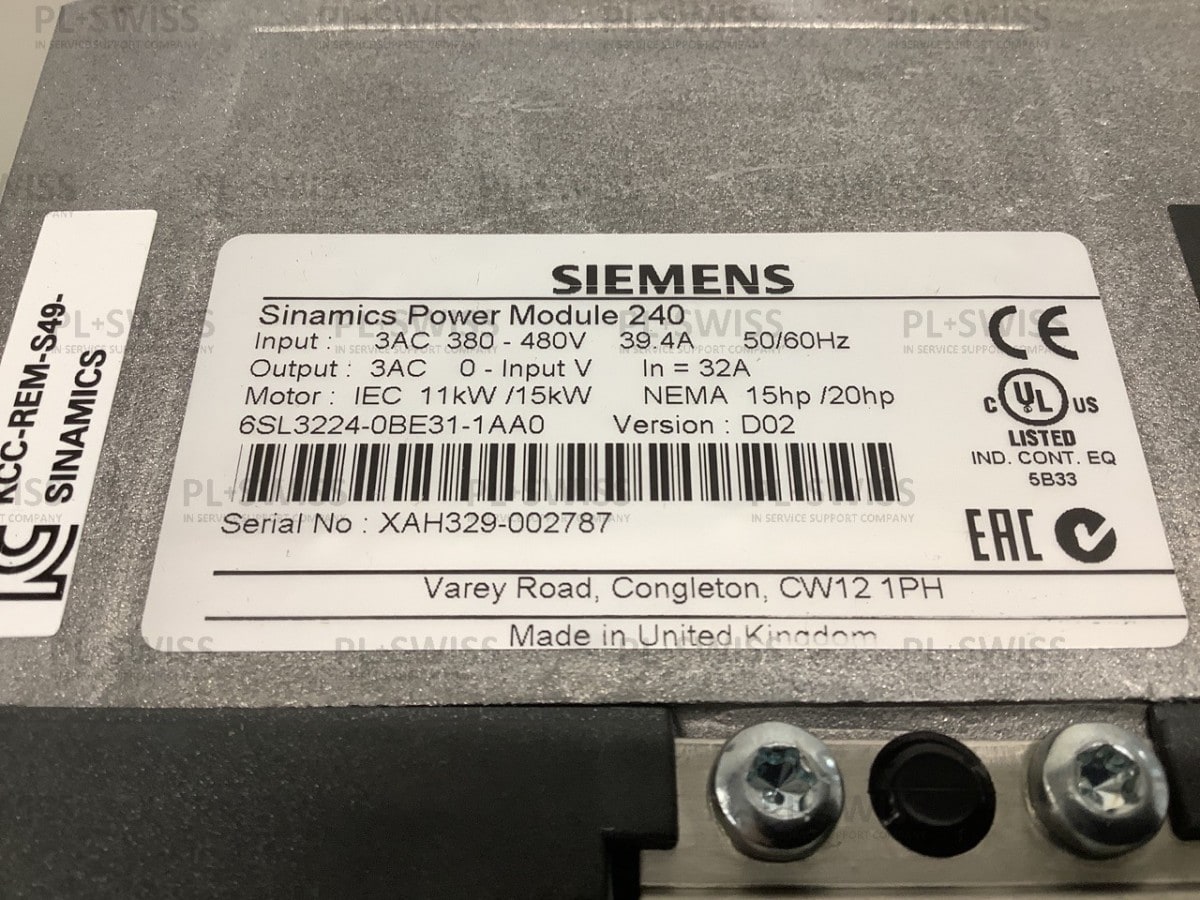 SIEMENS
Sinamics Power Module 240
Input : 3AC 380 - 480V 39.4A 50/60Hz
Output : 3AC 0 - Input V In = 32A
Motor : IEC 11kW /15kW NEMA 15hp /20hp
6SL3224-0BE31-1AA0 Version : D02
Serial No : XAH329-002787
Varey Road, Congleton, CW12 1PH
Made in United Kingdom
CE
C UL US
LISTED
IND. CONT. EQ
5B33
EAC
KCC-REM-S49-
SINAMICS
PL+SWISS
IN SERVICE SUPPORT COMPANY